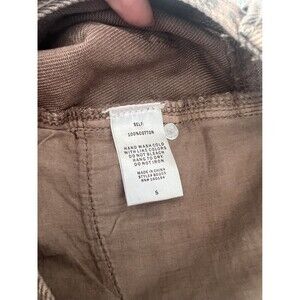 SELF:
100%COTTON
HAND WASH COLD
WITH LIKE COLORS
DO NOT BLEACH
HANG TO DRY
DO NOT IRON
MADE IN CHINA
S